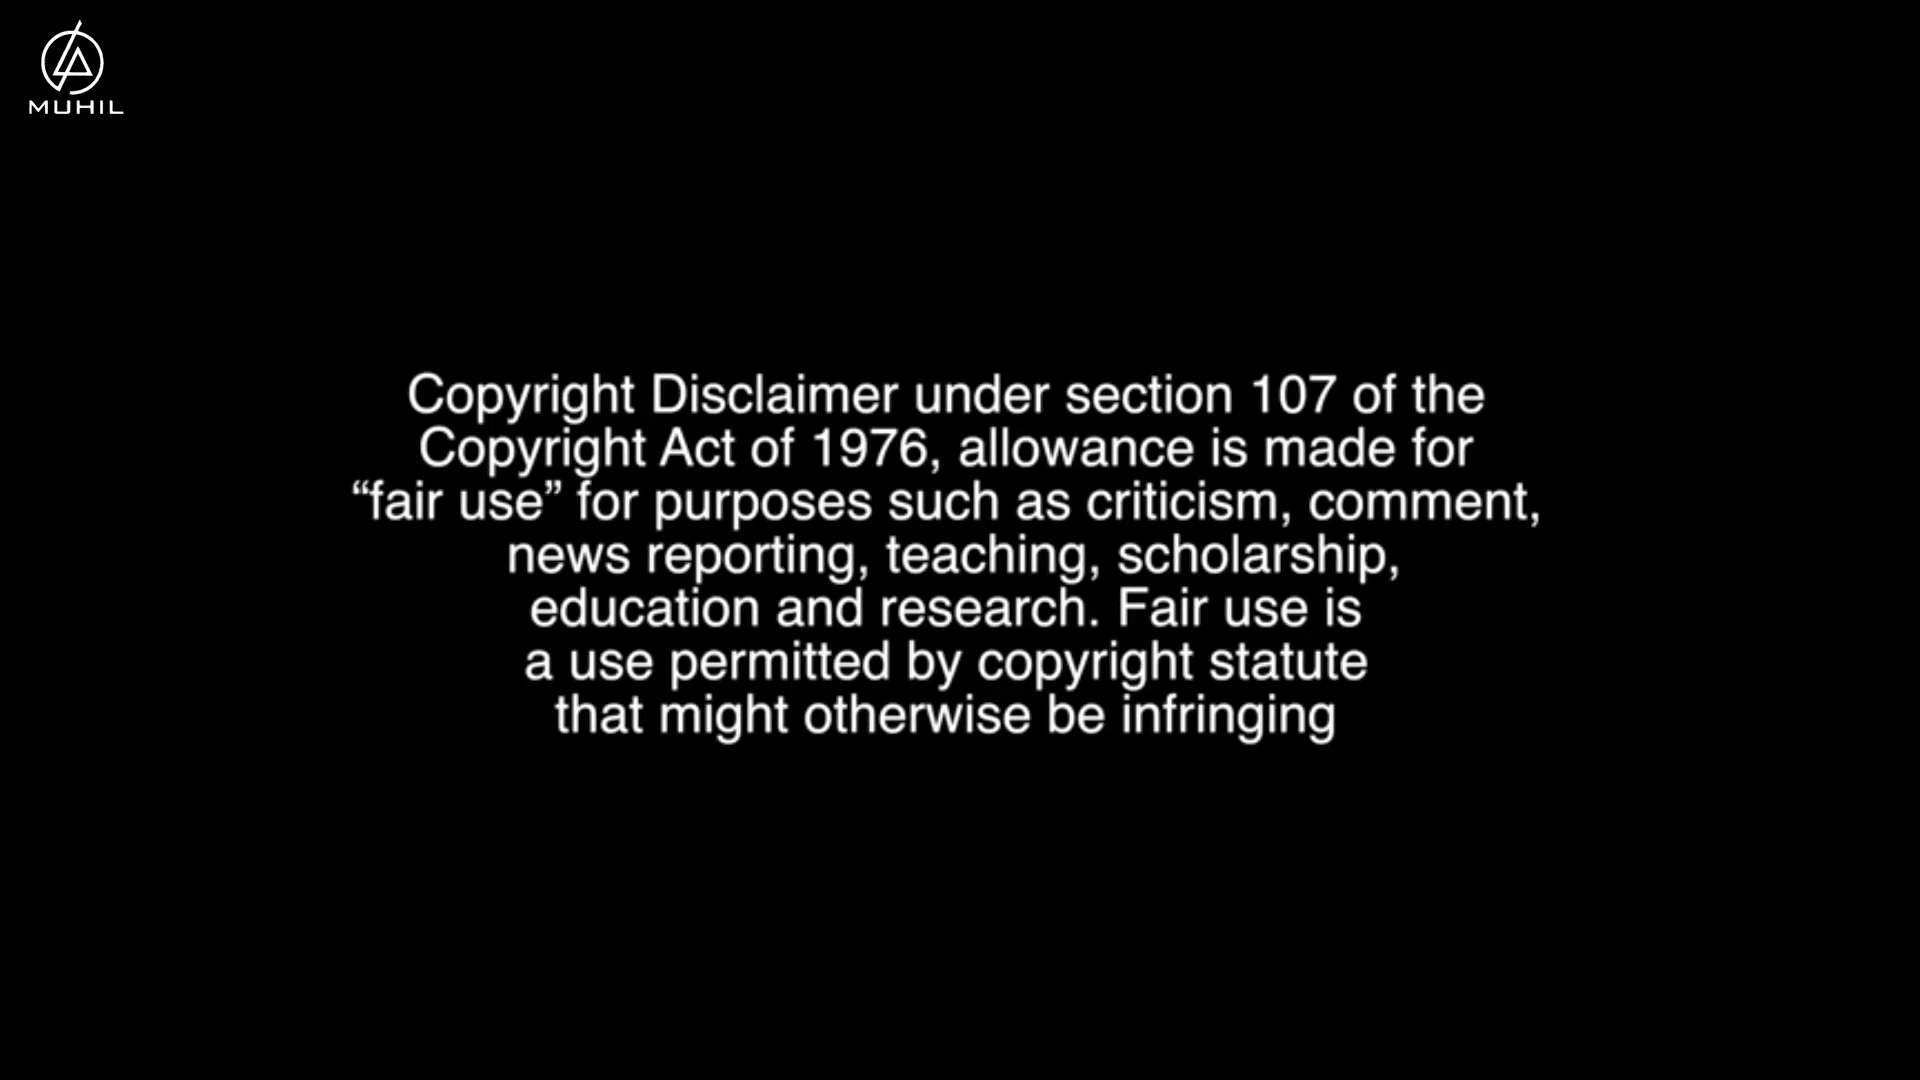 MUHIL
Copyright Disclaimer under section 107 of the
Copyright Act of 1976, allowance is made for
“fair use” for purposes such as criticism, comment,
news reporting, teaching, scholarship,
education and research. Fair use is
a use permitted by copyright statute
that might otherwise be infringing